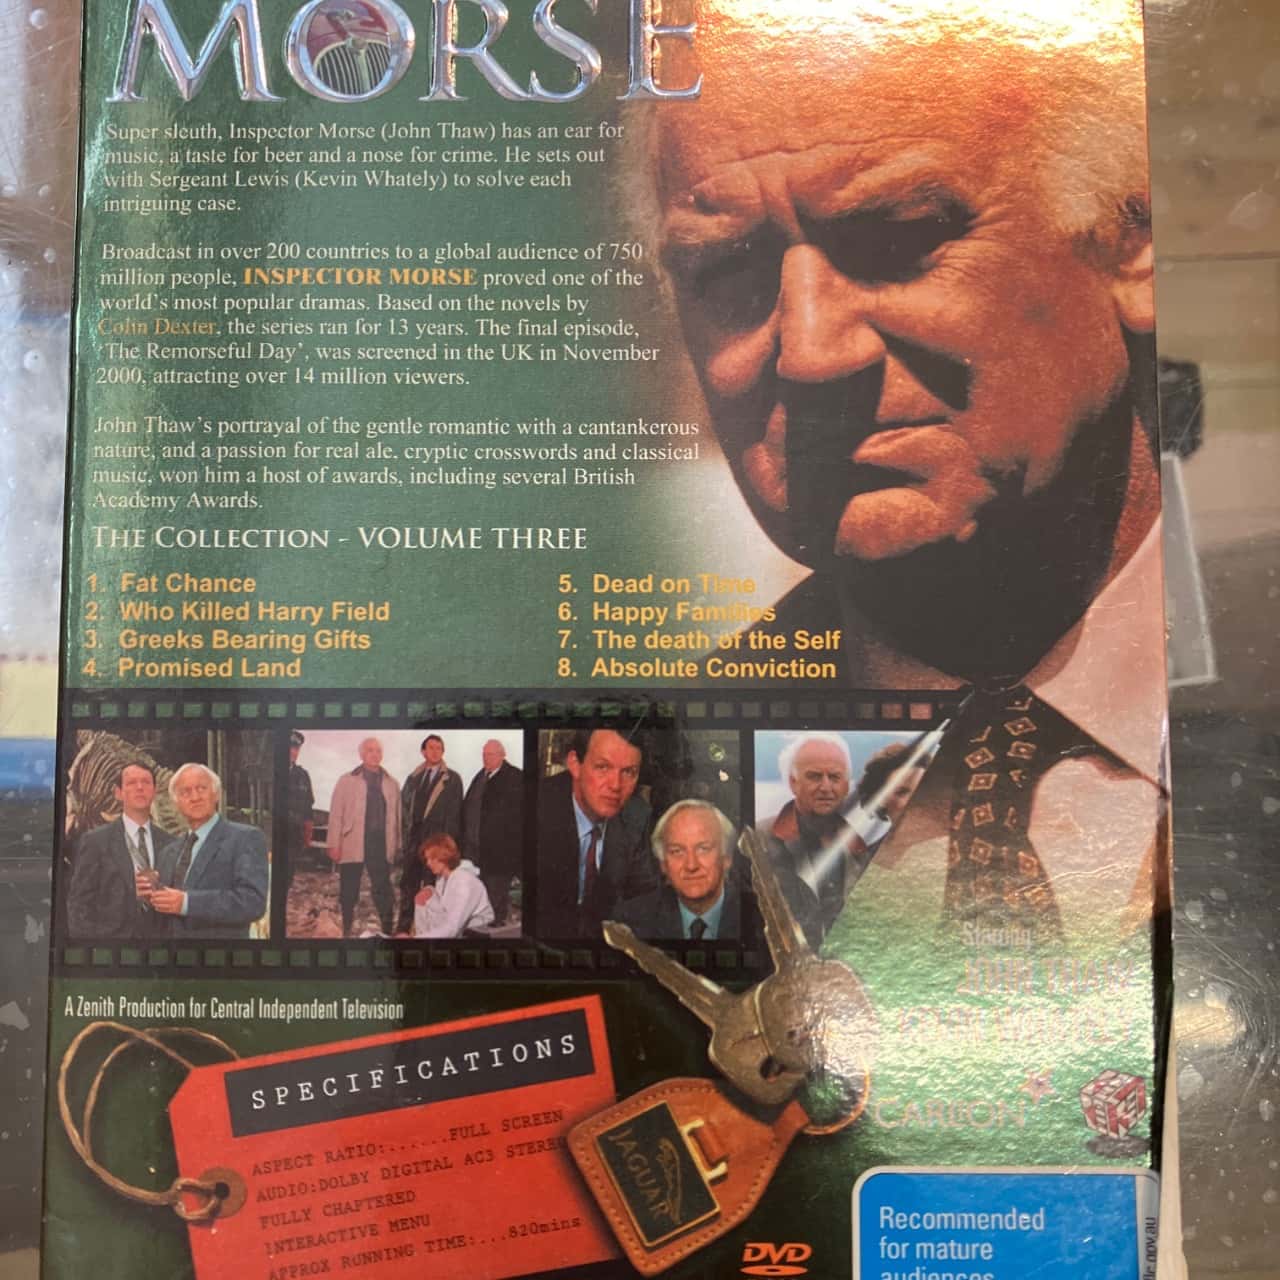 MORSE
Super sleuth, Inspector Morse (John Thaw) has an ear for
music, a taste for beer and a nose for crime. He sets out
with Sergeant Lewis (Kevin Whately) to solve each
intriguing case.
Broadcast in over 200 countries to a global audience of 750
million people, INSPECTOR MORSE proved one of the
world's most popular dramas. Based on the novels by
Colin Dexter, the series ran for 13 years. The final episode,
'The Remorseful Day', was screened in the UK in November
2000, attracting over 14 million viewers.
John Thaw's portrayal of the gentle romantic with a cantankerous
nature, and a passion for real ale. cryptic crosswords and classical
music, won him a host of awards, including several British
Academy Awards.
THE COLLECTION - VOLUME THREE
1. Fat Chance
2. Who Killed Harry Field
3. Greeks Bearing Gifts
4. Promised Land
5. Dead on Time
6. Happy Families
7. The death of the Self
8. Absolute Conviction
Starring
JOHN THAW
KEVIN WHATELY
A Zenith Production for Central Independent Television
SPECIFICATIONS
ASPECT RATIO:......FULL SCREEN
AUDIO:DOLBY DIGITAL AC3 STEREO
FULLY CHAPTERED
INTERACTIVE MENU
APPROX RUNNING TIME:...820mins
JAGUAR
CARLTON
DVD
Recommended
for mature
audiences
.gov.au